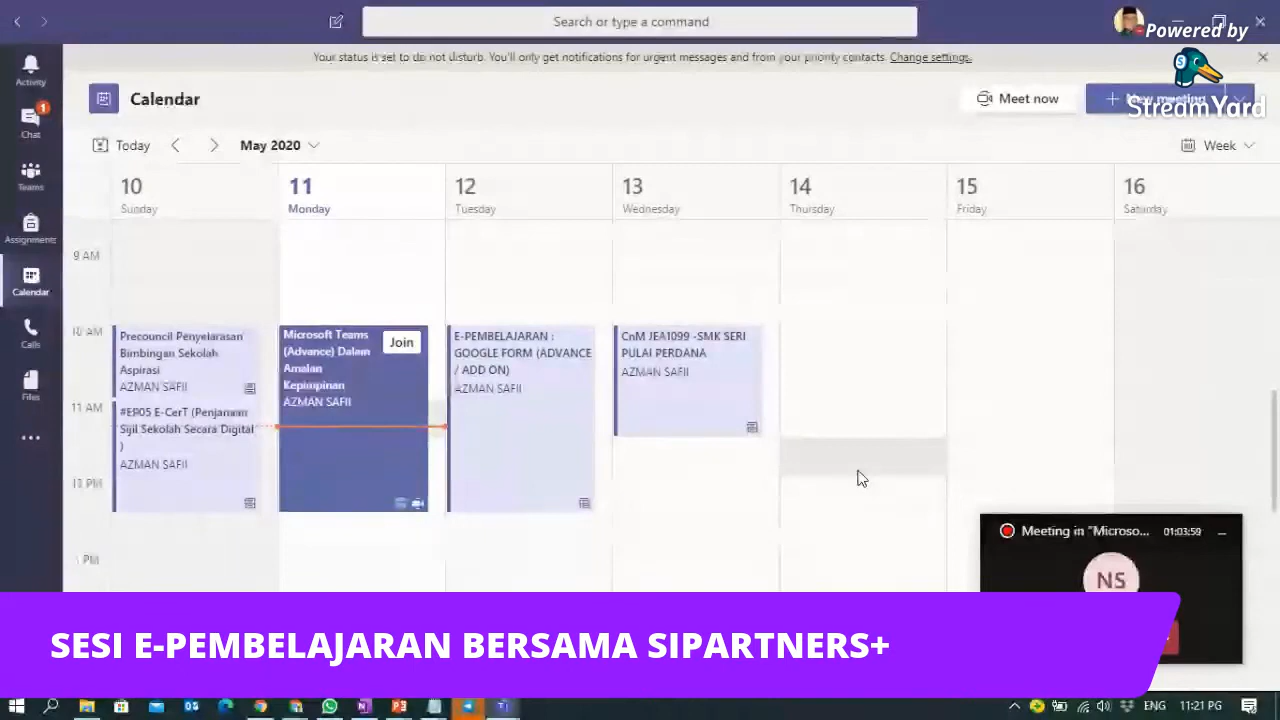 Search or type a command
Powered by
StreamYard
Your status is set to do not disturb. You'll only get notifications for urgent messages and from your priority contacts. Change settings.
Activity
Chat
1
Teams
Assignments
Calendar
Calls
Files
Calendar
Meet now
New meeting
Today
May 2020
Week
10
Sunday
11
Monday
12
Tuesday
13
Wednesday
14
Thursday
15
Friday
16
Saturday
9 AM
10 AM
11 AM
PM
1 PM
Precouncil Penyelarasan
Bimbingan Sekolah
Aspirasi
AZMAN SAFII
#EP05 E-CerT (Penjanaan
Sijil Sekolah Secara Digital
)
AZMAN SAFII
Microsoft Teams
(Advance) Dalam
Amalan
Kepimpinan
AZMAN SAFII
Join
E-PEMBELAJARAN :
GOOGLE FORM (ADVANCE
/ ADD ON)
AZMAN SAFII
CnM JEA1099 -SMK SERI
PULAI PERDANA
AZMAN SAFII
Meeting in "Microso...
01:03:59
NS
SESI E-PEMBELAJARAN BERSAMA SIPARTNERS+
ENG
11:21 PG